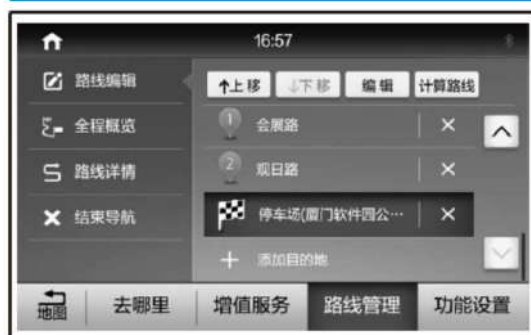 16:57
路线编辑
↑上移 ↓下移 编辑 计算路线
全程概览
1 会展路 ×
路线详情
2 观日路 ×
结束导航
停车场(厦门软件园公… ×
+ 添加目的地
地图 去哪里 增值服务 路线管理 功能设置